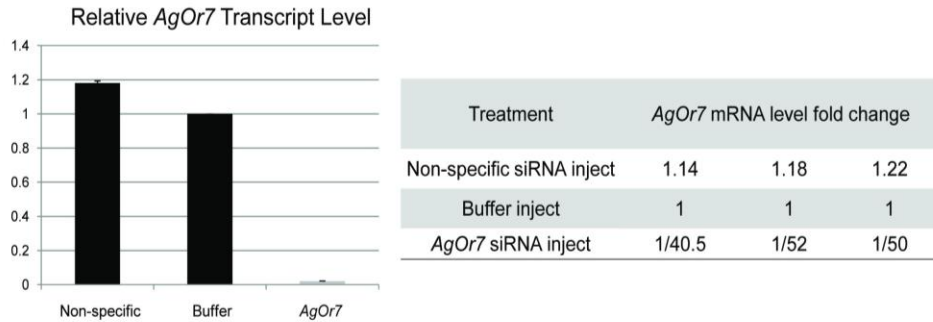 Relative AgOr7 Transcript Level
1.4
1.2
1
0.8
0.6
0.4
0.2
0
Non-specific Buffer AgOr7
Treatment AgOr7 mRNA level fold change
Non-specific siRNA inject 1.14 1.18 1.22
Buffer inject 1 1 1
AgOr7 siRNA inject 1/40.5 1/52 1/50